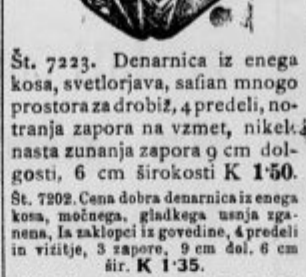 Št. 7223. Denarnica iz enega
kosa, svetlorjava, safian mnogo
prostora za drobiž, 4 predeli, no-
tranja zapora na vzmet, nikel-
nasta zunanja zapora 9 cm dol-
gosti, 6 cm širokosti K 1·50.
Št. 7202. Cena dobra denarnica iz enega
kosa, močnega, gladkega usnja zga-
nena, Ia zaklopci iz govedine, 4 predeli
in vizitje, 3 zapore, 9 cm dol. 6 cm
šir. K 1·35.